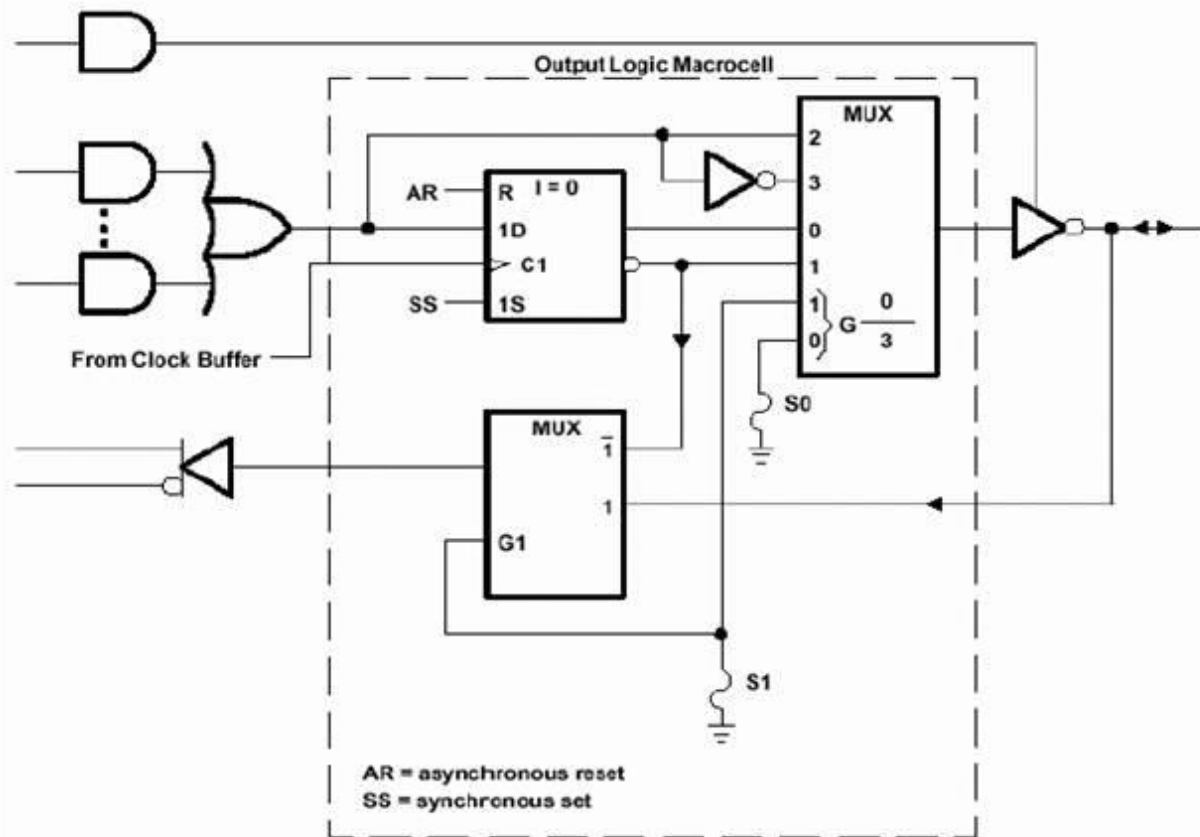 Output Logic Macrocell
MUX
2
3
AR
R
I = 0
1D
0
C1
1
SS
1S
1
0
G
0
3
From Clock Buffer
S0
MUX
1̅
1
G1
S1
AR = asynchronous reset
SS = synchronous set